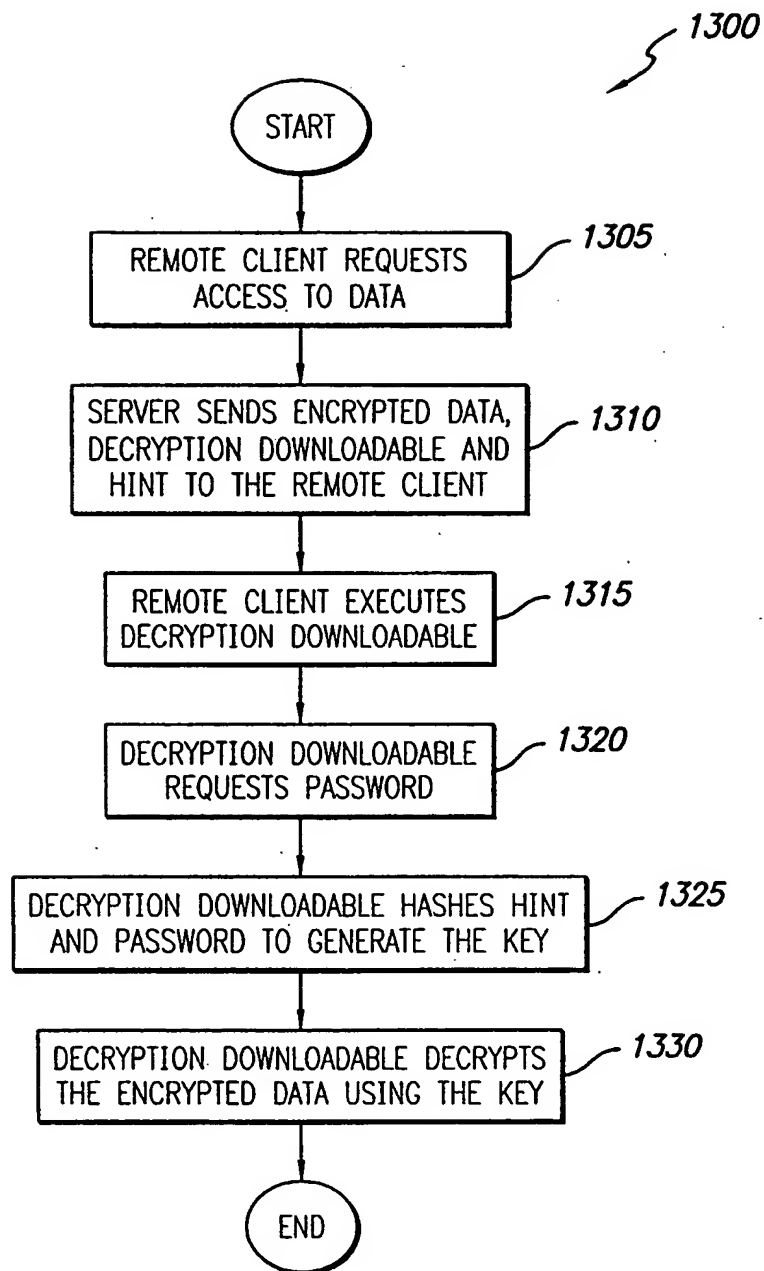 1300
START
REMOTE CLIENT REQUESTS
ACCESS TO DATA
1305
SERVER SENDS ENCRYPTED DATA,
DECRYPTION DOWNLOADABLE AND
HINT TO THE REMOTE CLIENT
1310
REMOTE CLIENT EXECUTES
DECRYPTION DOWNLOADABLE
1315
DECRYPTION DOWNLOADABLE
REQUESTS PASSWORD
1320
DECRYPTION DOWNLOADABLE HASHES HINT
AND PASSWORD TO GENERATE THE KEY
1325
DECRYPTION DOWNLOADABLE DECRYPTS
THE ENCRYPTED DATA USING THE KEY
1330
END